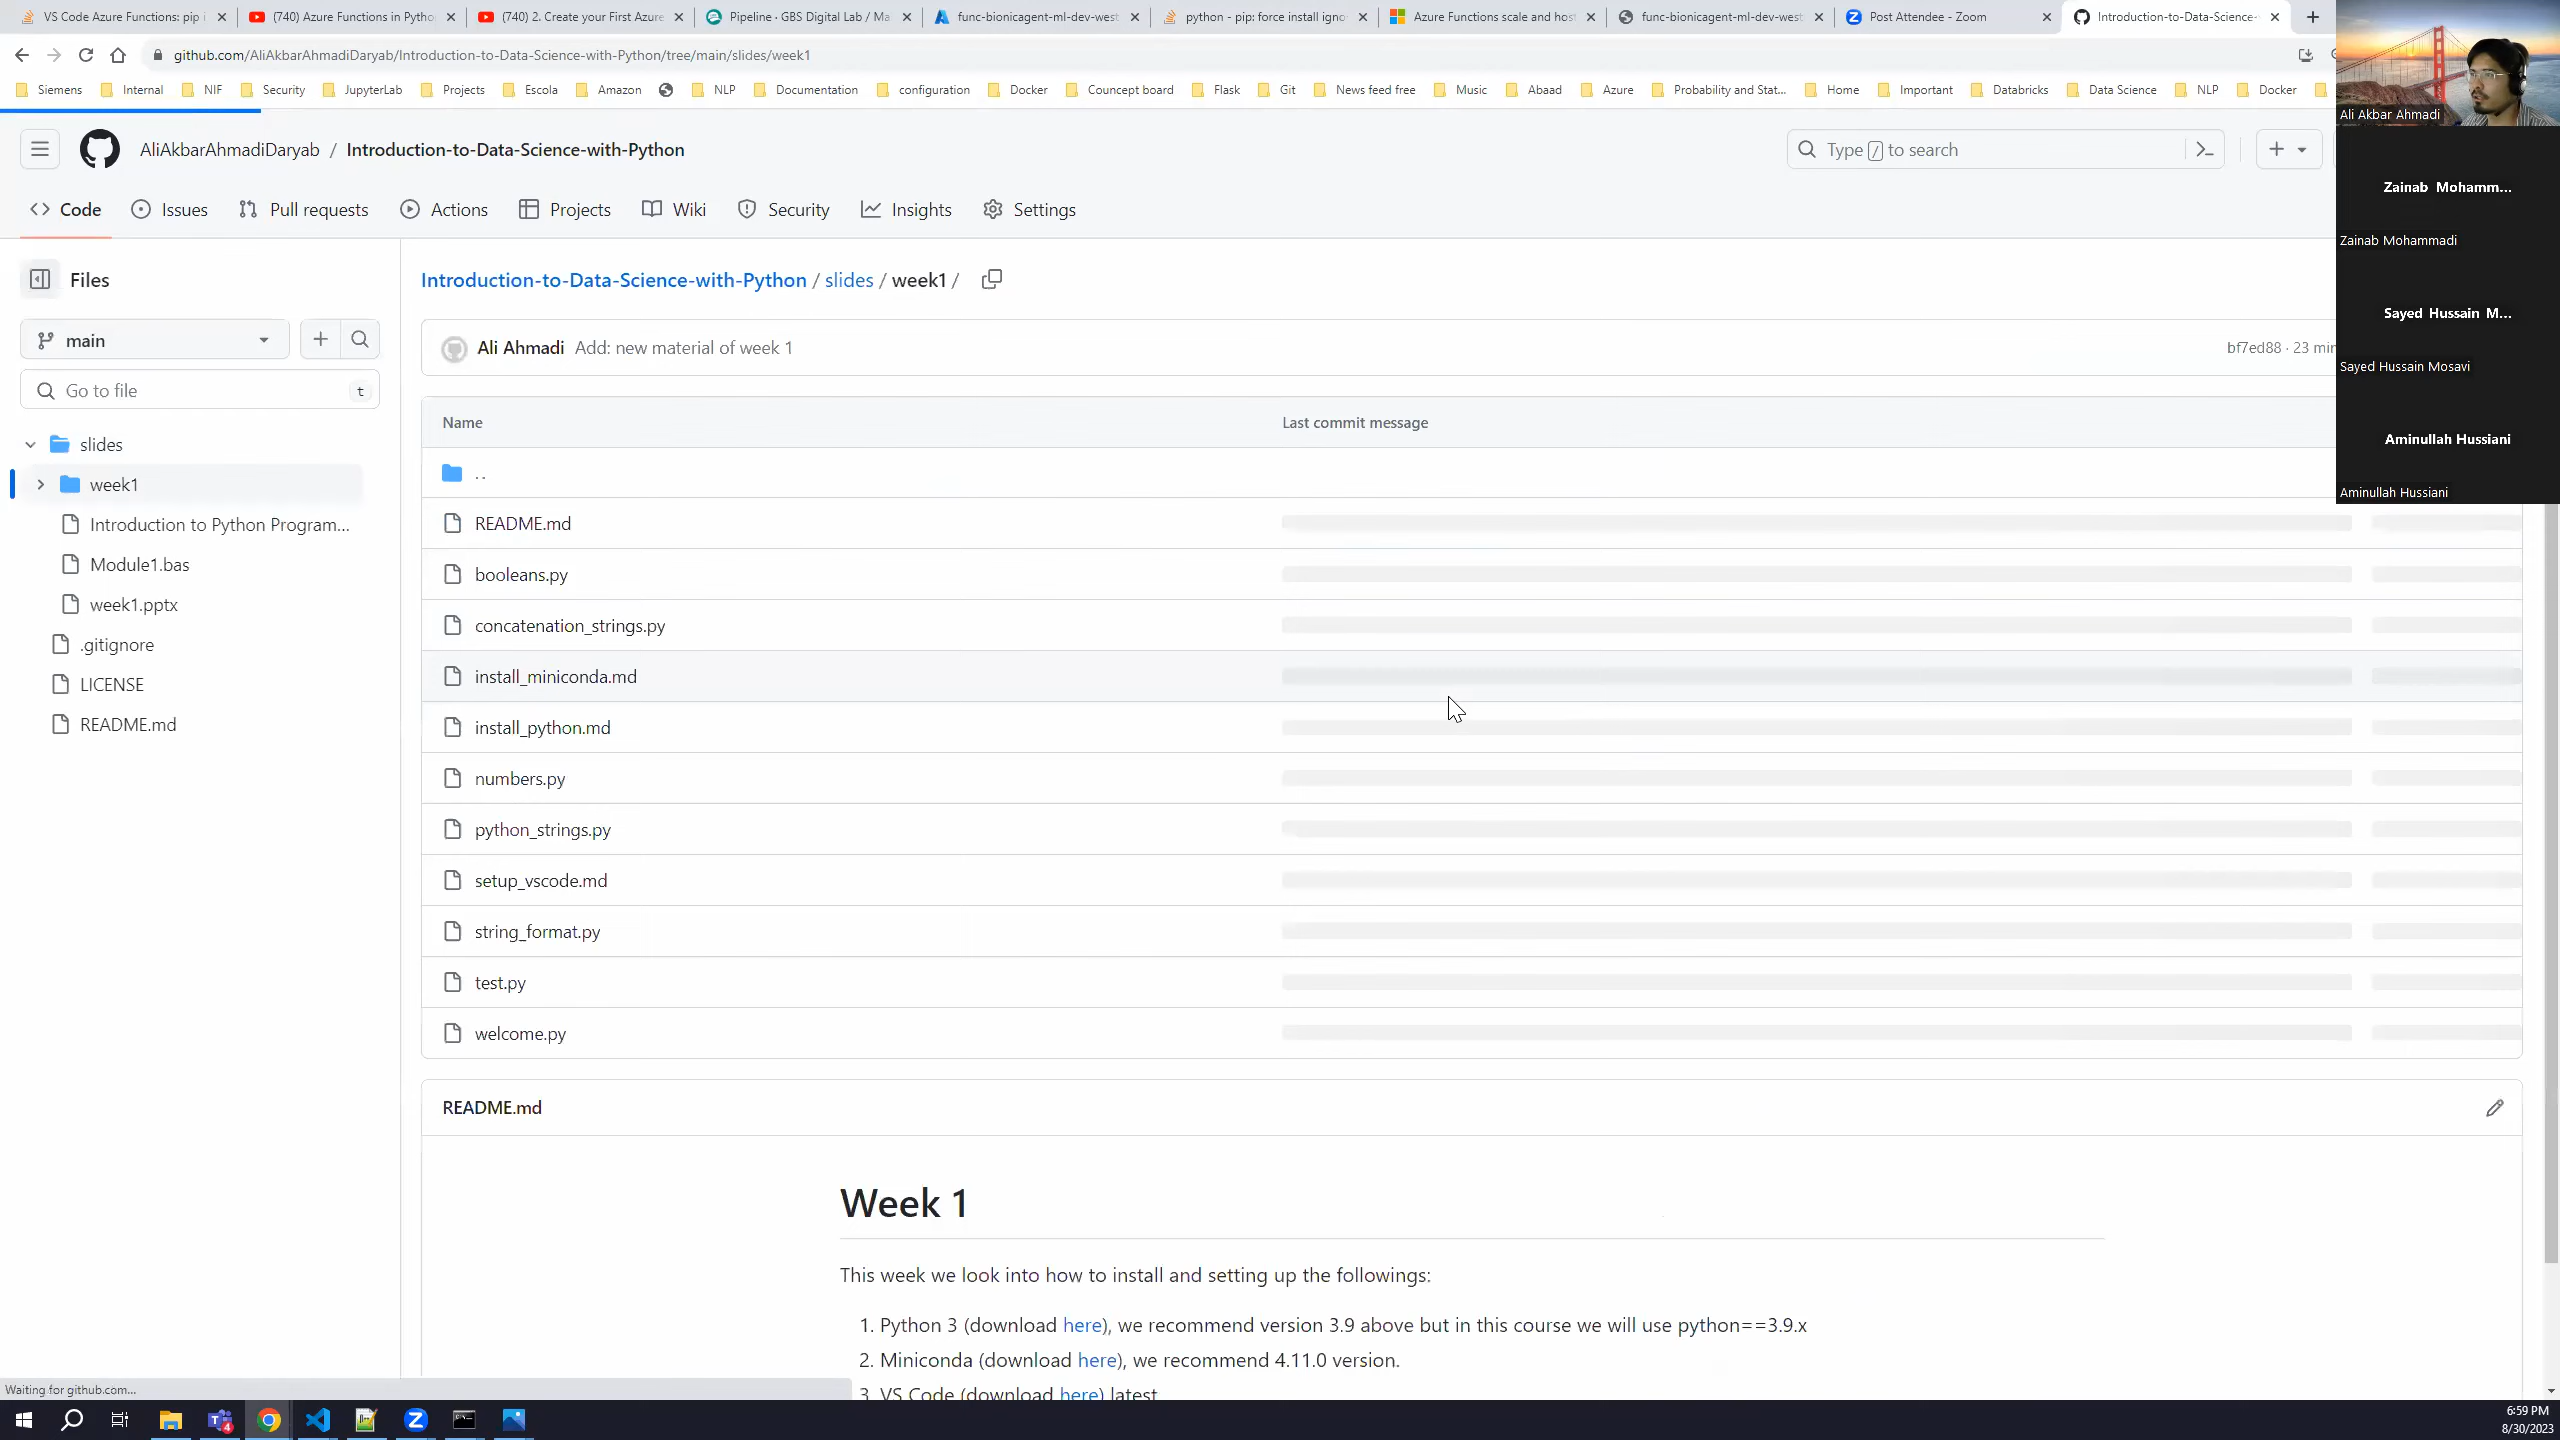 VS Code Azure Functions: pip i
(740) Azure Functions in Pytho
(740) 2. Create your First Azure
Pipeline · GBS Digital Lab / Ma
func-bionicagent-ml-dev-west
python - pip: force install igno
Azure Functions scale and host
func-bionicagent-ml-dev-west
Post Attendee - Zoom
Introduction-to-Data-Science-
github.com/AliAkbarAhmadiDaryab/Introduction-to-Data-Science-with-Python/tree/main/slides/week1
Siemens
Internal
NIF
Security
JupyterLab
Projects
Escola
Amazon
NLP
Documentation
configuration
Docker
Councept board
Flask
Git
News feed free
Music
Abaad
Azure
Probability and Stat...
Home
Important
Databricks
Data Science
NLP
Docker
Ali Akbar Ahmadi
AliAkbarAhmadiDaryab / Introduction-to-Data-Science-with-Python
Type / to search
Zainab Mohamm...
Zainab Mohammadi
Code
Issues
Pull requests
Actions
Projects
Wiki
Security
Insights
Settings
Files
Introduction-to-Data-Science-with-Python / slides / week1 /
Sayed Hussain M...
Sayed Hussain Mosavi
main
Ali Ahmadi Add: new material of week 1
bf7ed88 · 23 min
Go to file
t
Name
Last commit message
Aminullah Hussiani
Aminullah Hussiani
slides
week1
Introduction to Python Program...
Module1.bas
week1.pptx
.gitignore
LICENSE
README.md
..
README.md
booleans.py
concatenation_strings.py
install_miniconda.md
install_python.md
numbers.py
python_strings.py
setup_vscode.md
string_format.py
test.py
welcome.py
README.md
Week 1
This week we look into how to install and setting up the followings:
1. Python 3 (download here), we recommend version 3.9 above but in this course we will use python==3.9.x
2. Miniconda (download here), we recommend 4.11.0 version.
3. VS Code (download here) latest
Waiting for github.com...
6:59 PM
8/30/2023